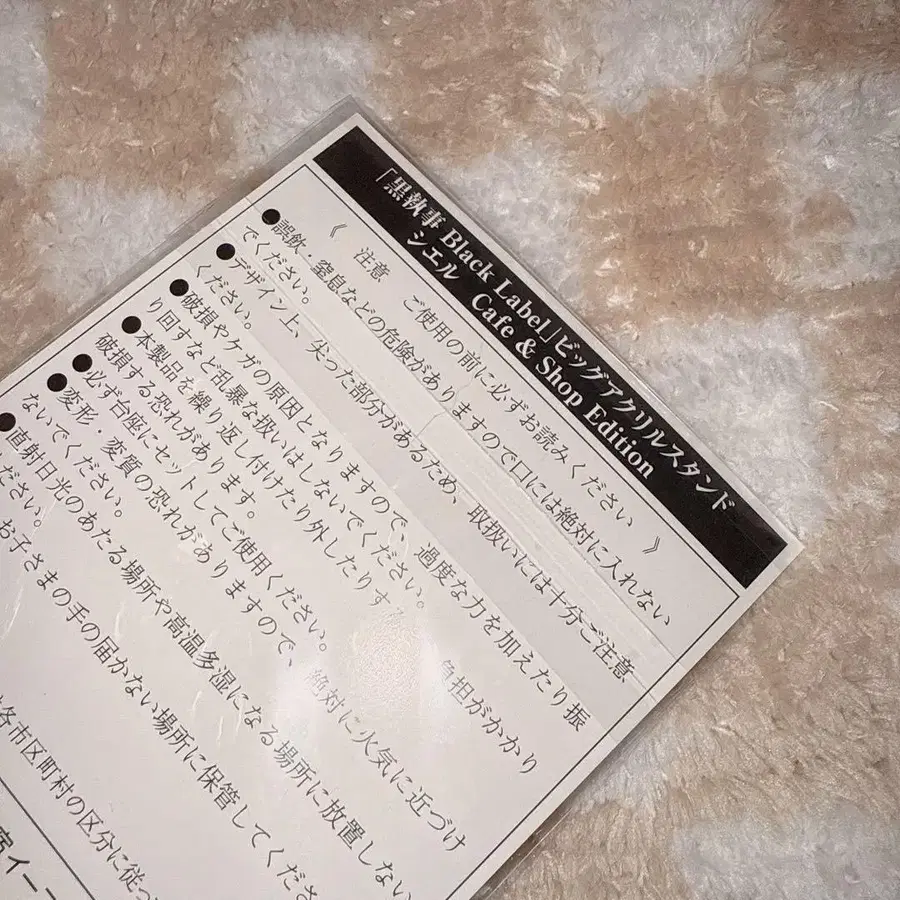 「黒執事 Black Label」ビッグアクリルスタンド
シエル Cafe & Shop Edition
《 注意 ご使用の前に必ずお読みください 》
●誤飲・窒息などの危険がありますので口には絶対に入れない
でください。
●デザイン上、尖った部分があるため、取扱いには十分ご注意
ください。
●破損やケガの原因となりますので、過度な力を加えたり振
り回すなど乱暴な扱いはしないでください。
●本製品を繰り返し付けたり外したりす 負担がかかり
破損する恐れがあります。
●必ず台座にセットしてご使用ください。
●変形・変質の恐れがありますので、絶対に火気に近づけ
ないでください。
●直射日光のあたる場所や高温多湿になる場所に放置しない
ださい。
お子さまの手の届かない場所に保管してくださ
各市区町村の区分に従っ
宿イー